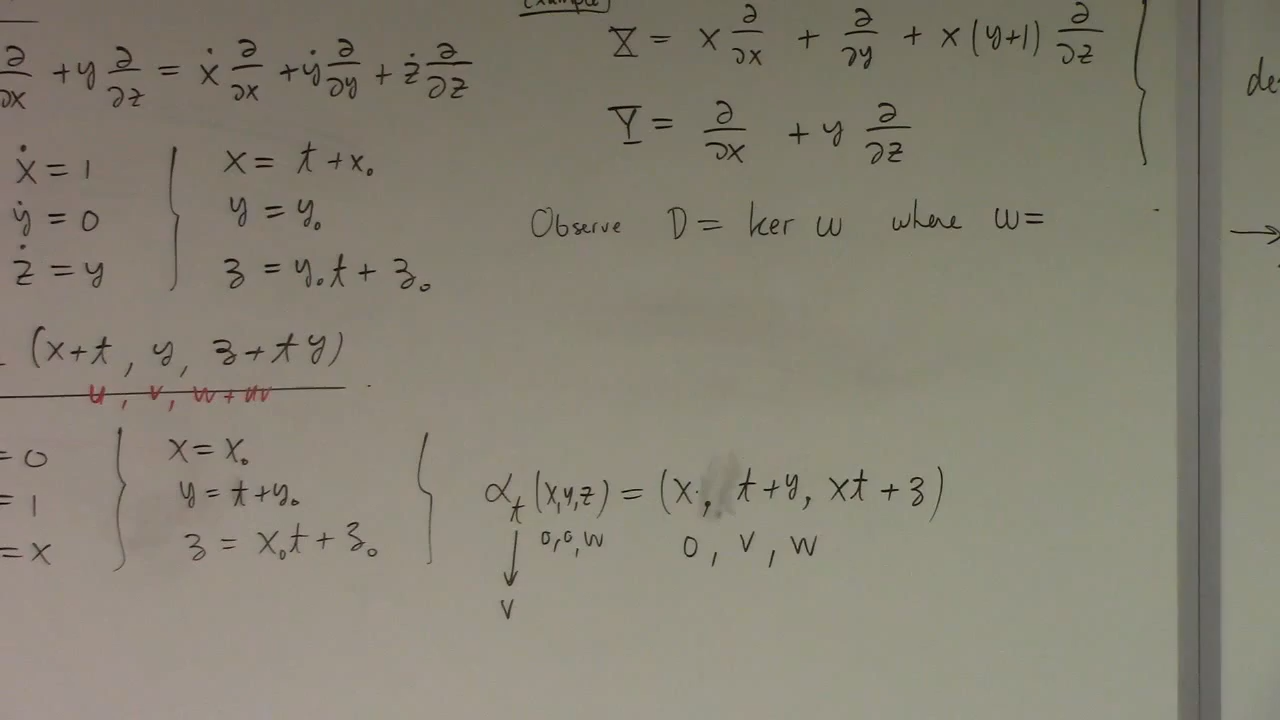 Example
X = x ∂/∂x + ∂/∂y + x(y+1) ∂/∂z
Y = ∂/∂x + y ∂/∂z
Observe D = ker w where w=
∂/∂x + y ∂/∂z = ẋ ∂/∂x + ẏ ∂/∂y + ż ∂/∂z
ẋ = 1
ẏ = 0
ż = y
x = t + x₀
y = y₀
z = y₀t + z₀
(x+t, y, z+ty)
u, v, w+uv
= 0
= 1
= x
x = x₀
y = t+y₀
z = x₀t + z₀
α_t (x,y,z) = (x, t+y, xt+z)
0,0,w 0, v, w
↓
v
de
→